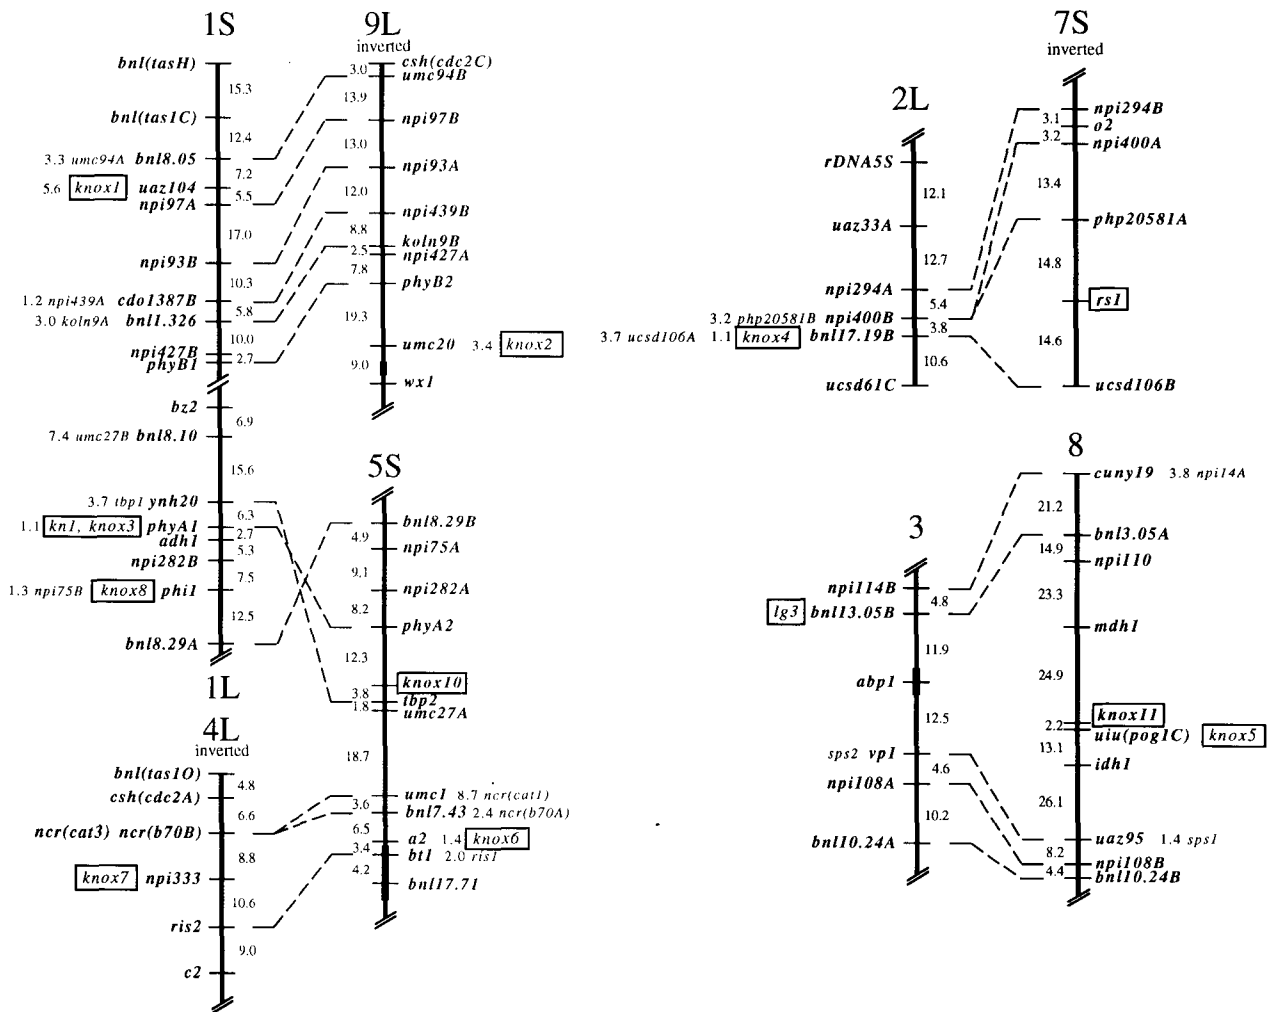 1S
bnl(tasH)
15.3
bnl(tas1C)
12.4
3.3 umc94A bnl8.05
7.2
5.6 knox1 uaz104
5.5
npi97A
17.0
npi93B
10.3
1.2 npi439A cdo1387B
5.8
3.0 koln9A bnl1.326
10.0
npi427B
2.7
phyB1
bz2
6.9
7.4 umc27B bnl8.10
15.6
3.7 tbp1 ynh20
6.3
1.1 kn1, knox3 phyA1
2.7
adh1
5.3
npi282B
7.5
1.3 npi75B knox8 phi1
12.5
bnl8.29A
1L
9L
inverted
csh(cdc2C)
3.0
umc94B
13.9
npi97B
13.0
npi93A
12.0
npi439B
8.8
koln9B
2.5
npi427A
7.8
phyB2
19.3
umc20 3.4 knox2
9.0
wx1
5S
bnl8.29B
4.9
npi75A
9.1
npi282A
8.2
phyA2
12.3
knox10
3.8
tbp2
1.8
umc27A
18.7
umc1 8.7 ncr(cat1)
3.6
bnl7.43 2.4 ncr(b70A)
6.5
a2 1.4 knox6
3.4
bt1 2.0 ris1
4.2
bnl17.71
4L
inverted
bnl(tas1O)
4.8
csh(cdc2A)
6.6
ncr(cat3) ncr(b70B)
8.8
knox7 npi333
10.6
ris2
9.0
c2
2L
rDNA5S
12.1
uaz33A
12.7
npi294A
5.4
3.2 php20581B npi400B
3.8
3.7 ucsd106A 1.1 knox4 bnl17.19B
10.6
ucsd61C
7S
inverted
npi294B
3.1
o2
3.2
npi400A
13.4
php20581A
14.8
rs1
14.6
ucsd106B
3
npi114B
4.8
lg3 bnl13.05B
11.9
abp1
12.5
sps2 vp1
4.6
npi108A
10.2
bnl10.24A
8
cuny19 3.8 npi14A
21.2
bnl3.05A
14.9
npi110
23.3
mdh1
24.9
knox11
2.2
uiu(pog1C) knox5
13.1
idh1
26.1
uaz95 1.4 sps1
8.2
npi108B
4.4
bnl10.24B